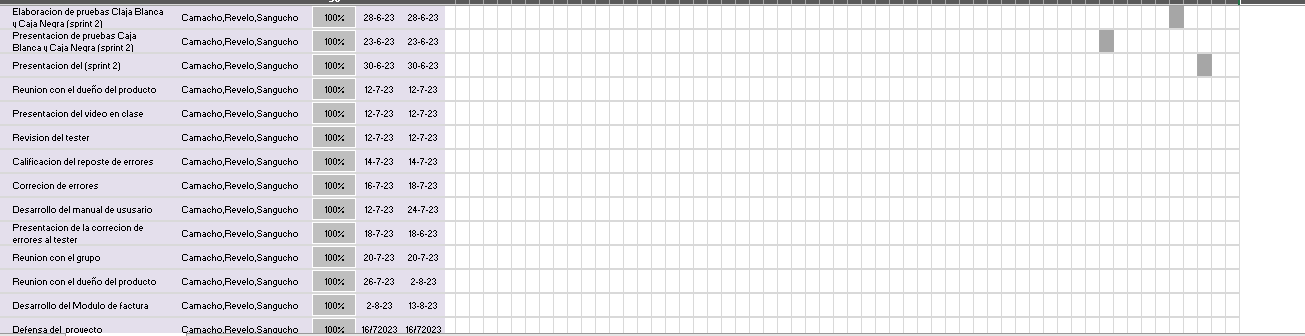 Elaboracion de pruebas Claja Blanca
y Caja Negra (sprint 2) Camacho,Revelo,Sangucho 100% 28-6-23 28-6-23
Presentacion de pruebas Caja
Blanca y Caja Negra (sprint 2) Camacho,Revelo,Sangucho 100% 23-6-23 23-6-23
Presentacion del (sprint 2) Camacho,Revelo,Sangucho 100% 30-6-23 30-6-23
Reunion con el dueño del producto Camacho,Revelo,Sangucho 100% 12-7-23 12-7-23
Presentacion del video en clase Camacho,Revelo,Sangucho 100% 12-7-23 12-7-23
Revision del tester Camacho,Revelo,Sangucho 100% 12-7-23 12-7-23
Calificacion del reposte de errores Camacho,Revelo,Sangucho 100% 14-7-23 14-7-23
Correcion de errores Camacho,Revelo,Sangucho 100% 16-7-23 18-7-23
Desarrollo del manual de ususario Camacho,Revelo,Sangucho 100% 12-7-23 24-7-23
Presentacion de la correcion de
errores al tester Camacho,Revelo,Sangucho 100% 18-7-23 18-6-23
Reunion con el grupo Camacho,Revelo,Sangucho 100% 20-7-23 20-7-23
Reunion con el dueño del producto Camacho,Revelo,Sangucho 100% 26-7-23 2-8-23
Desarrollo del Modulo de factura Camacho,Revelo,Sangucho 100% 2-8-23 13-8-23
Defensa del proyecto Camacho,Revelo,Sangucho 100% 16/72023 16/72023